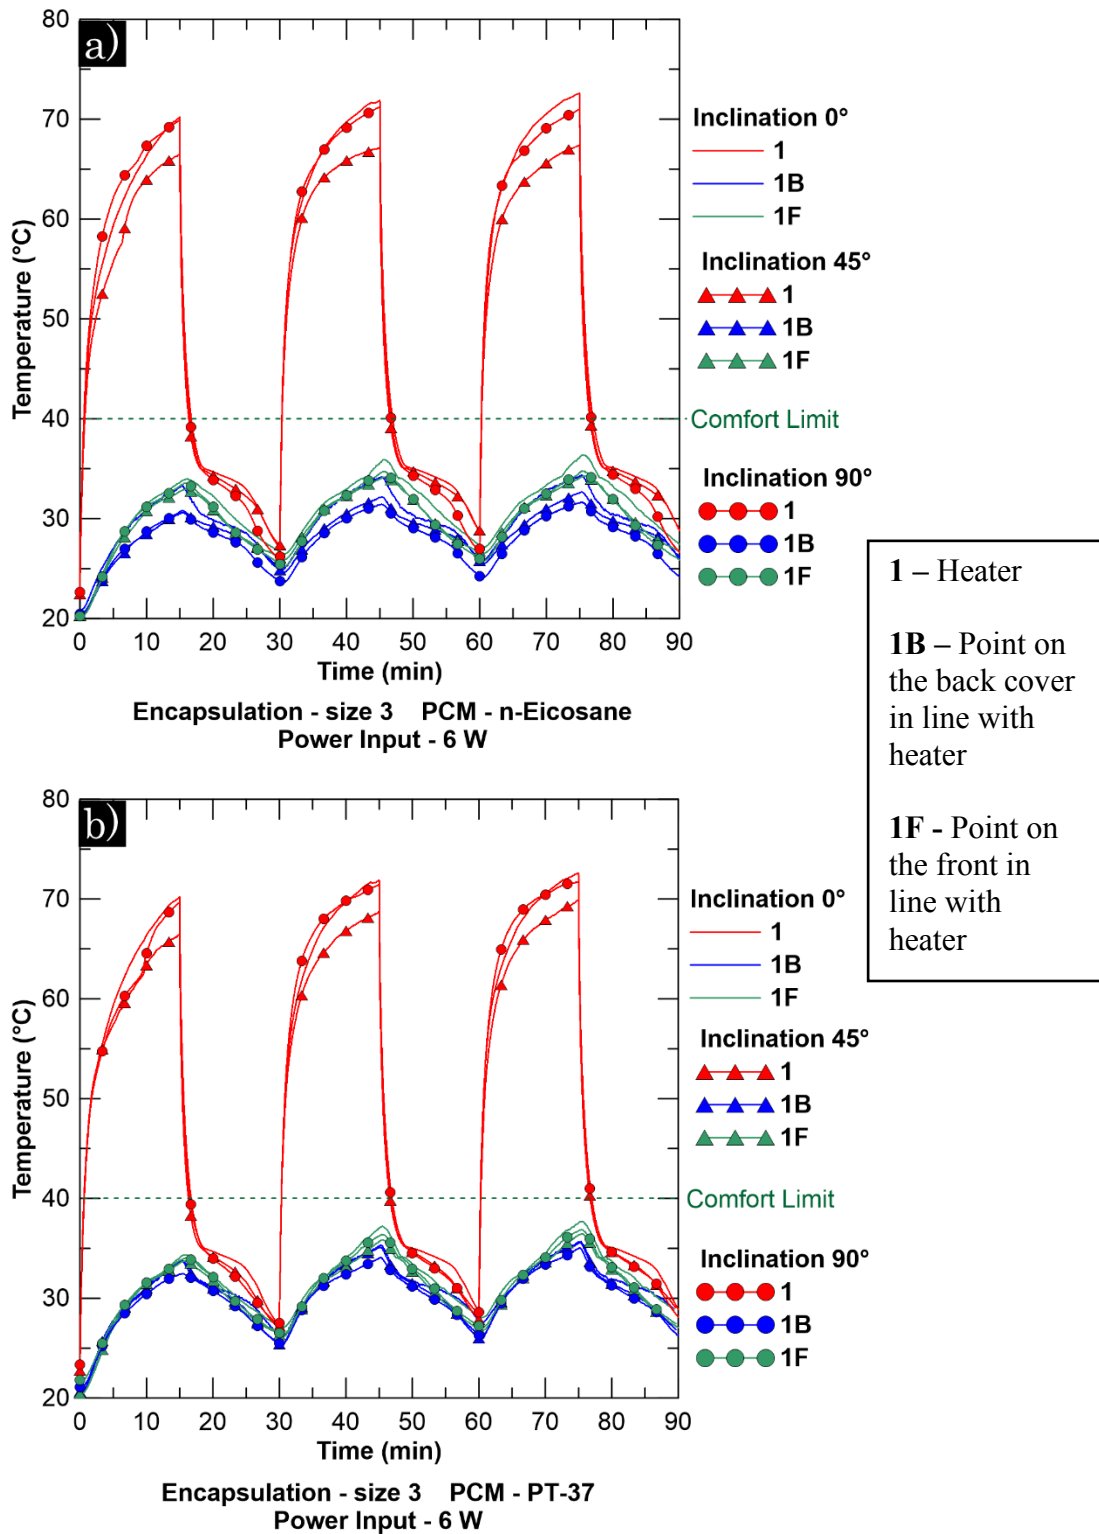 a)
80
70
60
50
40
30
20
Temperature (°C)
0 10 20 30 40 50 60 70 80 90
Time (min)
Encapsulation - size 3 PCM - n-Eicosane
Power Input - 6 W
Inclination 0°
1
1B
1F
Inclination 45°
1
1B
1F
Comfort Limit
Inclination 90°
1
1B
1F
1 – Heater
1B – Point on
the back cover
in line with
heater
1F - Point on
the front in
line with
heater
b)
80
70
60
50
40
30
20
Temperature (°C)
0 10 20 30 40 50 60 70 80 90
Time (min)
Encapsulation - size 3 PCM - PT-37
Power Input - 6 W
Inclination 0°
1
1B
1F
Inclination 45°
1
1B
1F
Comfort Limit
Inclination 90°
1
1B
1F